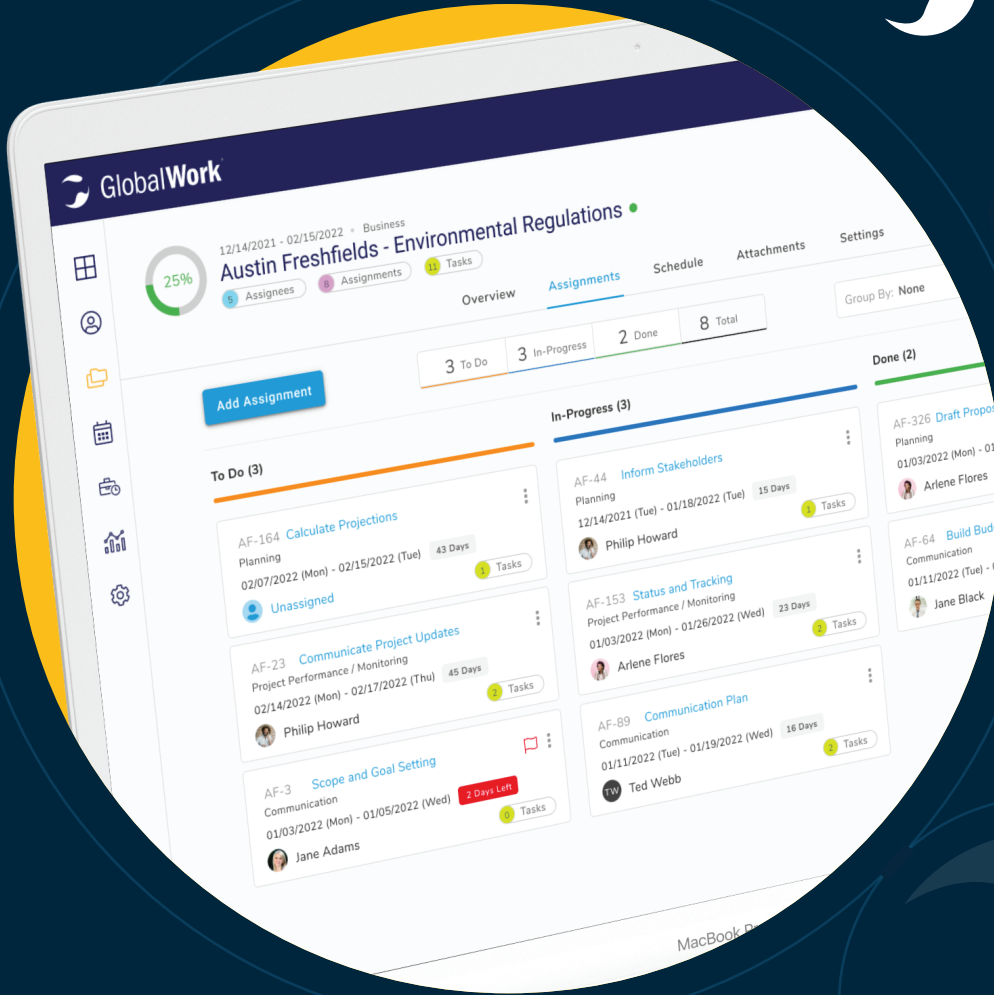 GlobalWork
25%
12/14/2021 - 02/15/2022 • Business
Austin Freshfields - Environmental Regulations
5 Assignees 8 Assignments 11 Tasks
Overview Assignments Schedule Attachments Settings
3 To Do 3 In-Progress 2 Done 8 Total
Group By: None
Add Assignment
To Do (3)
AF-164 Calculate Projections
Planning
02/07/2022 (Mon) - 02/15/2022 (Tue) 43 Days
1 Tasks
Unassigned
AF-23 Communicate Project Updates
Project Performance / Monitoring
02/14/2022 (Mon) - 02/17/2022 (Thu) 45 Days
2 Tasks
Philip Howard
AF-3 Scope and Goal Setting
Communication
01/03/2022 (Mon) - 01/05/2022 (Wed) 2 Days Left
0 Tasks
Jane Adams
In-Progress (3)
AF-44 Inform Stakeholders
Planning
12/14/2021 (Tue) - 01/18/2022 (Tue) 15 Days
1 Tasks
Philip Howard
AF-153 Status and Tracking
Project Performance / Monitoring
01/03/2022 (Mon) - 01/26/2022 (Wed) 23 Days
2 Tasks
Arlene Flores
AF-89 Communication Plan
Communication
01/11/2022 (Tue) - 01/19/2022 (Wed) 16 Days
2 Tasks
TW Ted Webb
Done (2)
AF-326 Draft
Planning
01/03/2022 (Mon) -
Arlene Flores
AF-64 Build
Communication
01/11/2022 (Tue) -
Jane Black
MacBook